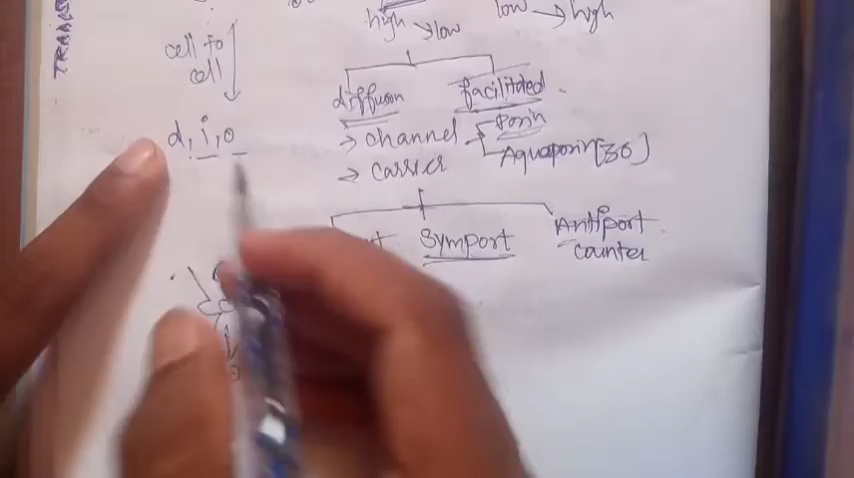 high → low
low → high
cell to
cell
diffusion
facilitated
d, i, o
→ channel
Porin
Aquaporin[30]
→ carrier
Symport
Antiport
counter